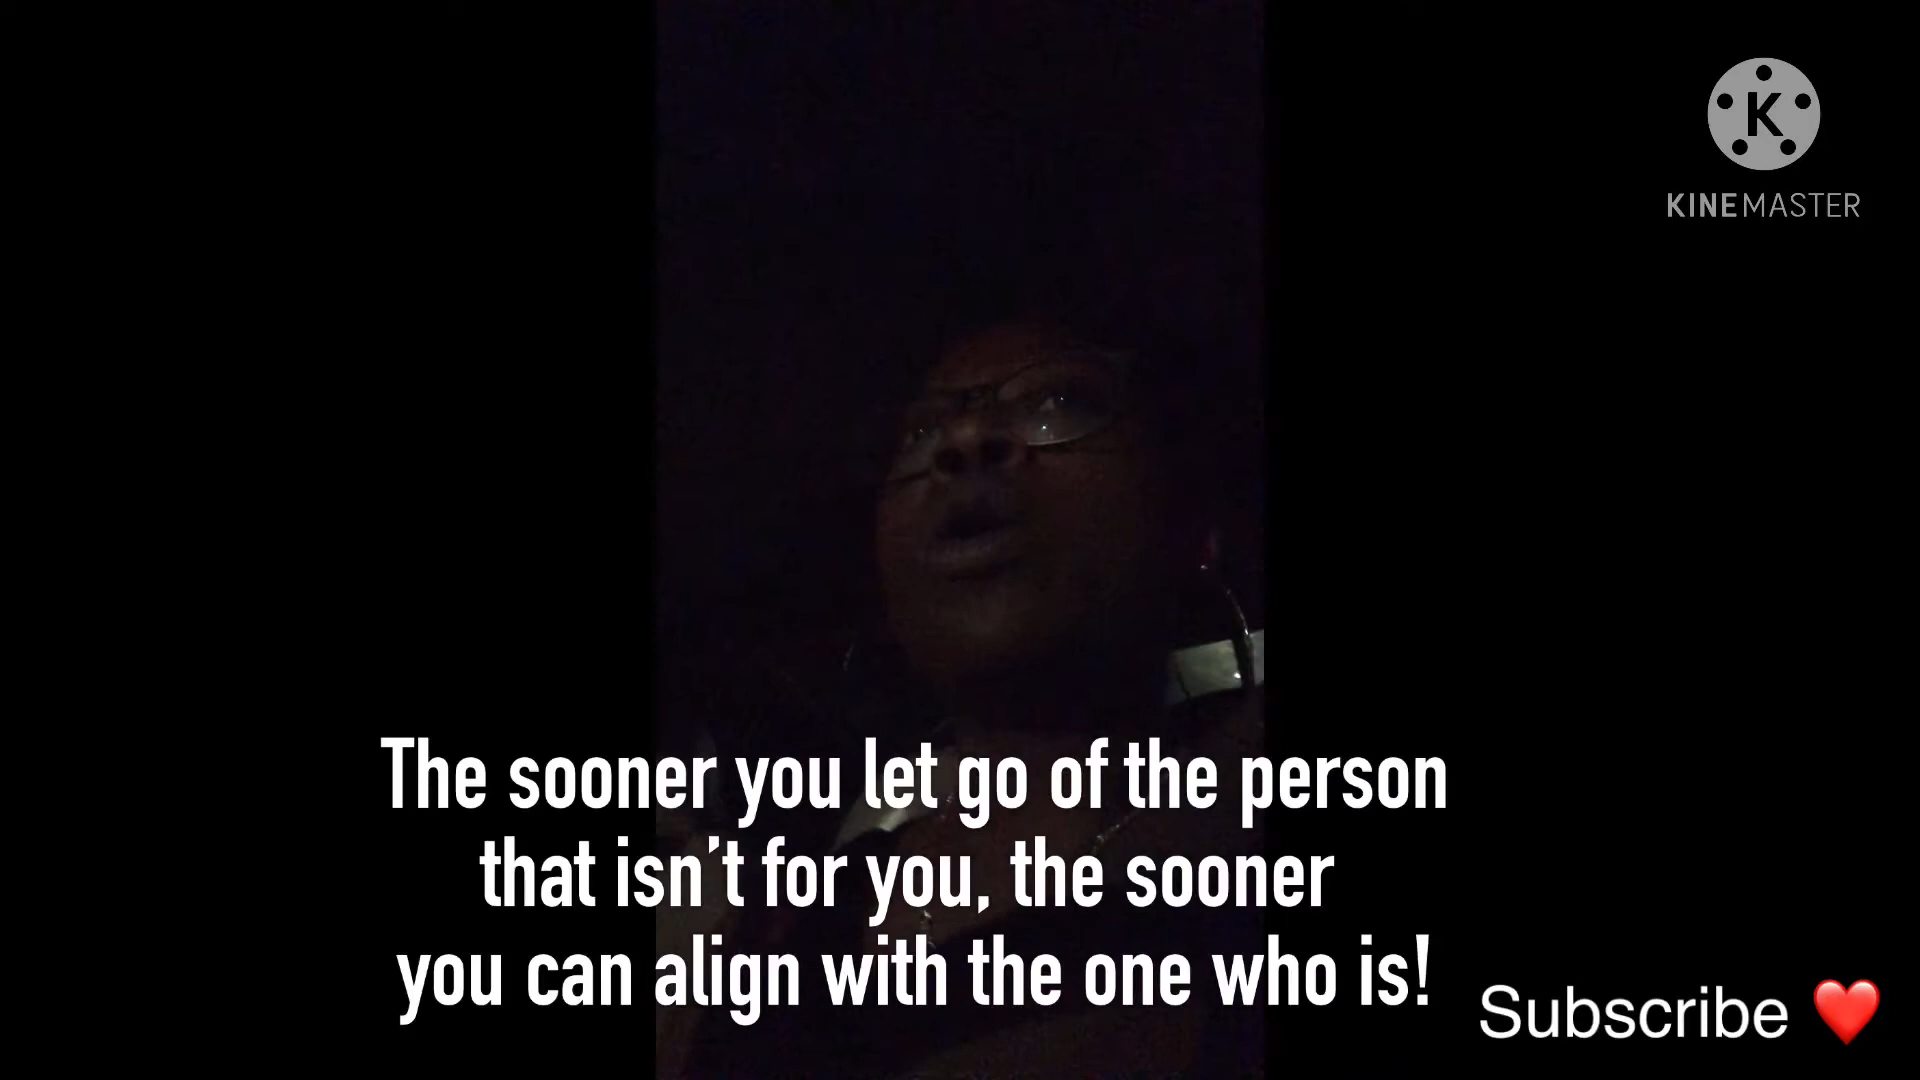 K
KINEMASTER
The sooner you let go of the person
that isn't for you, the sooner
you can align with the one who is!
Subscribe ❤️